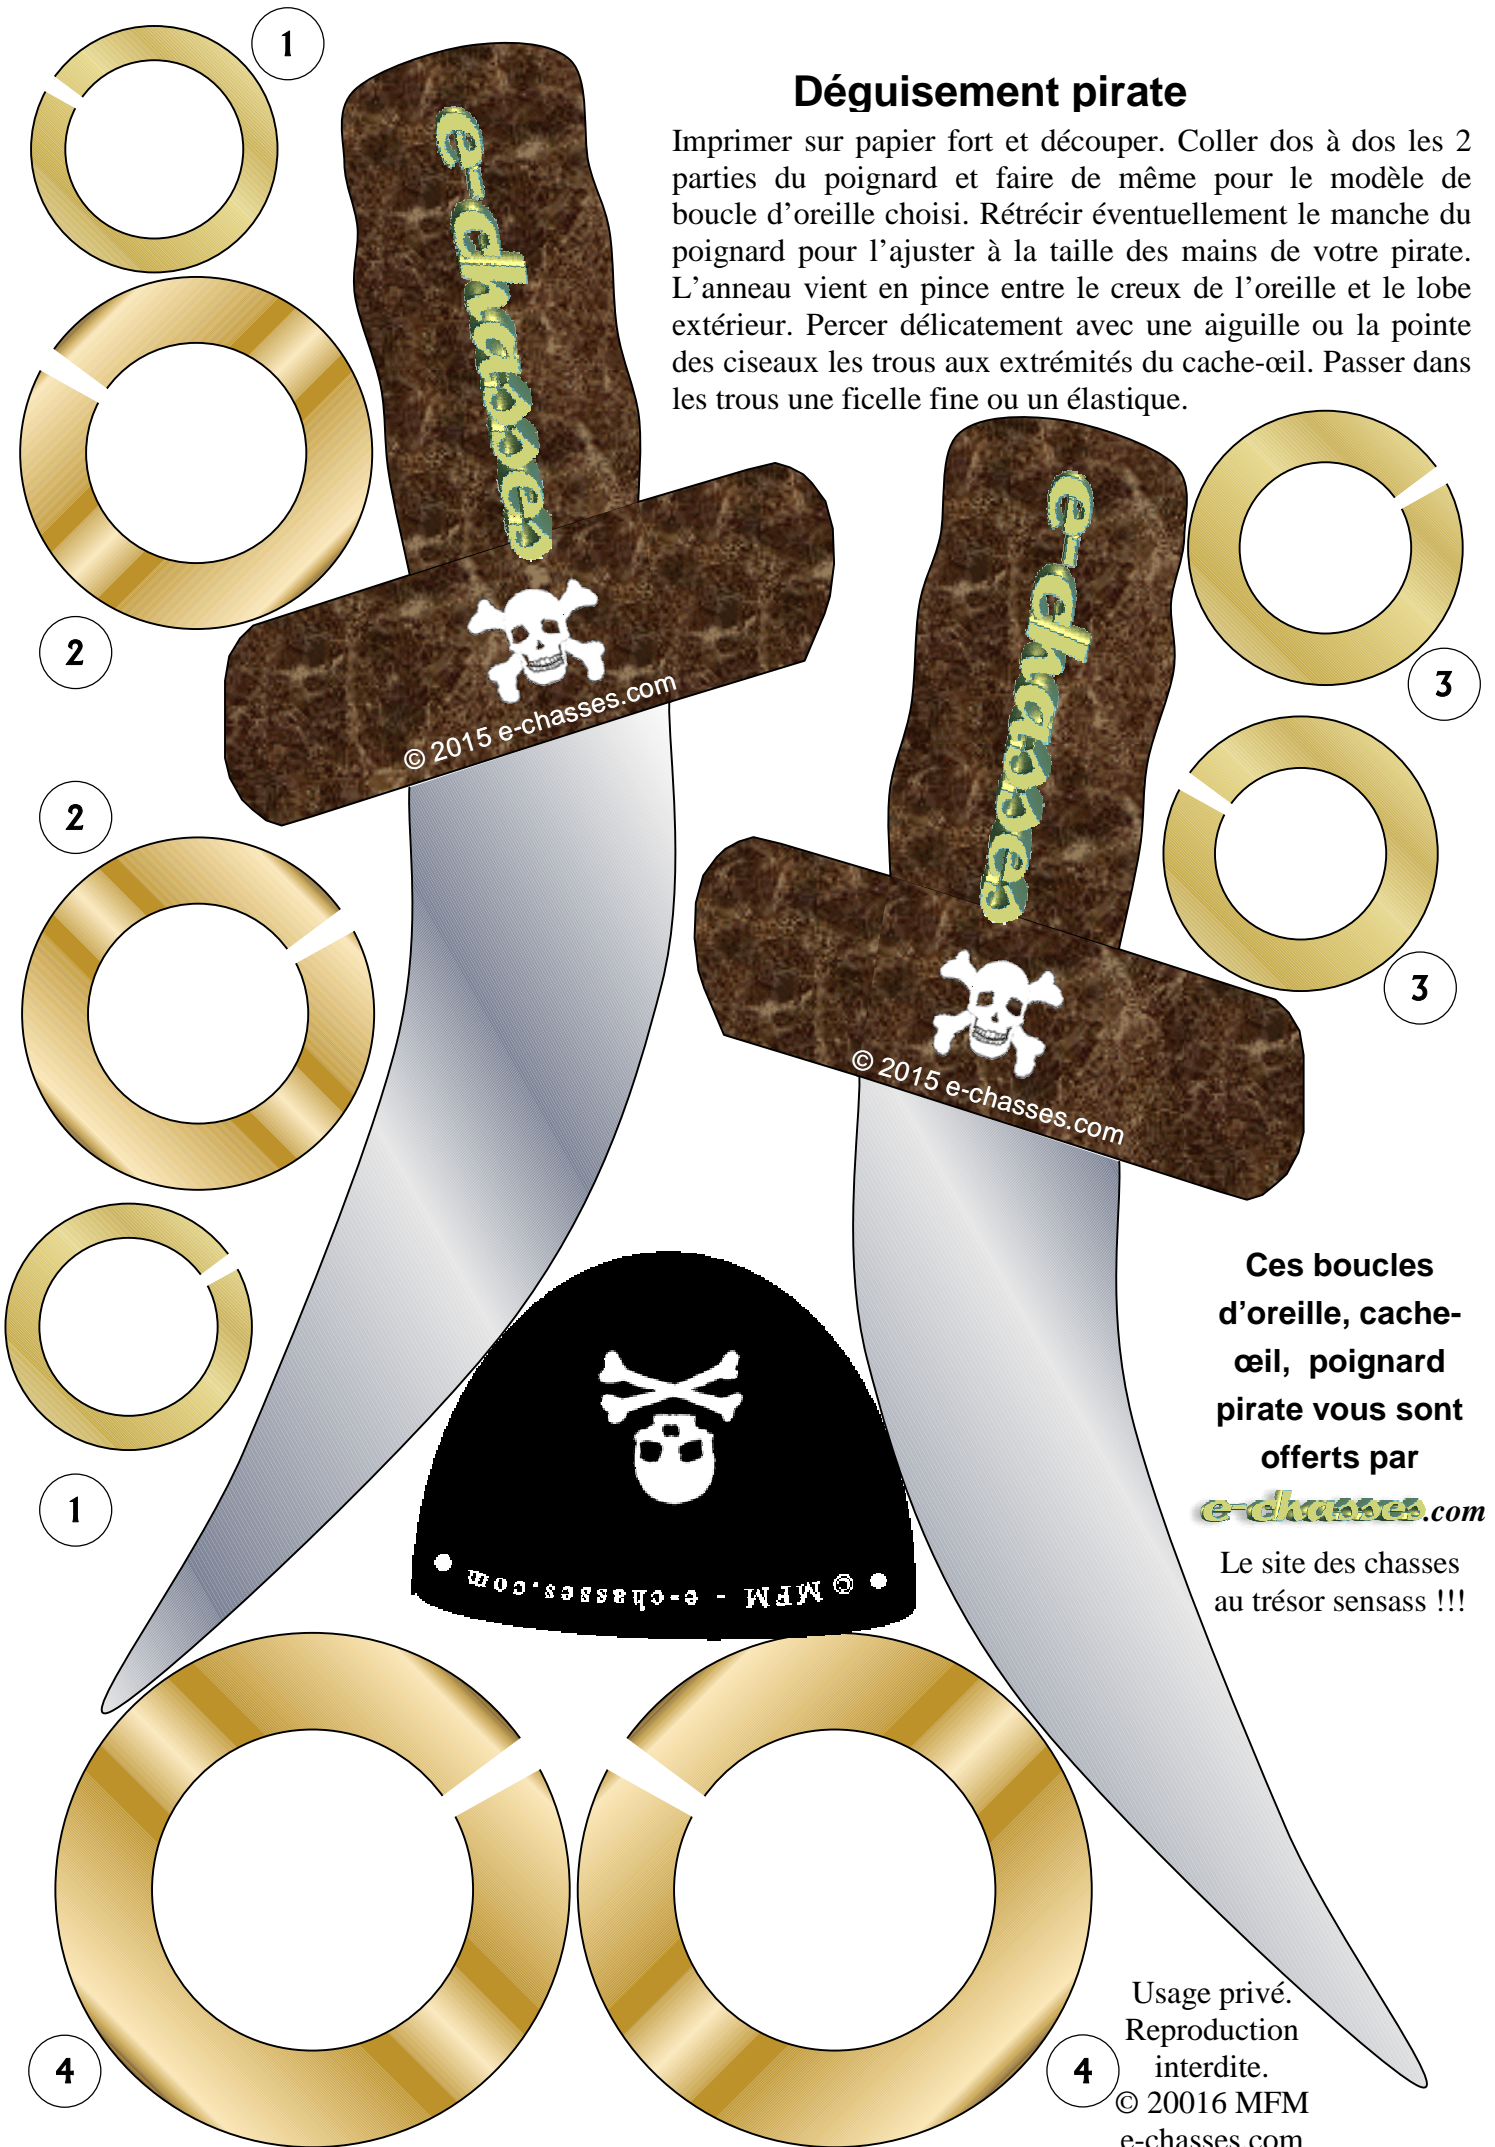 1
Déguisement pirate
Imprimer sur papier fort et découper. Coller dos à dos les 2
parties du poignard et faire de même pour le modèle de
boucle d’oreille choisi. Rétrécir éventuellement le manche du
poignard pour l’ajuster à la taille des mains de votre pirate.
L’anneau vient en pince entre le creux de l’oreille et le lobe
extérieur. Percer délicatement avec une aiguille ou la pointe
des ciseaux les trous aux extrémités du cache-œil. Passer dans
les trous une ficelle fine ou un élastique.
e-chasses
2
© 2015 e-chasses.com
e-chasses
3
2
3
© 2015 e-chasses.com
Ces boucles
d’oreille, cache-
œil, poignard
pirate vous sont
offerts par
e-chasses.com
Le site des chasses
au trésor sensass !!!
1
© MFM - e-chasses.com
4
4
Usage privé.
Reproduction
interdite.
© 20016 MFM
e-chasses.com